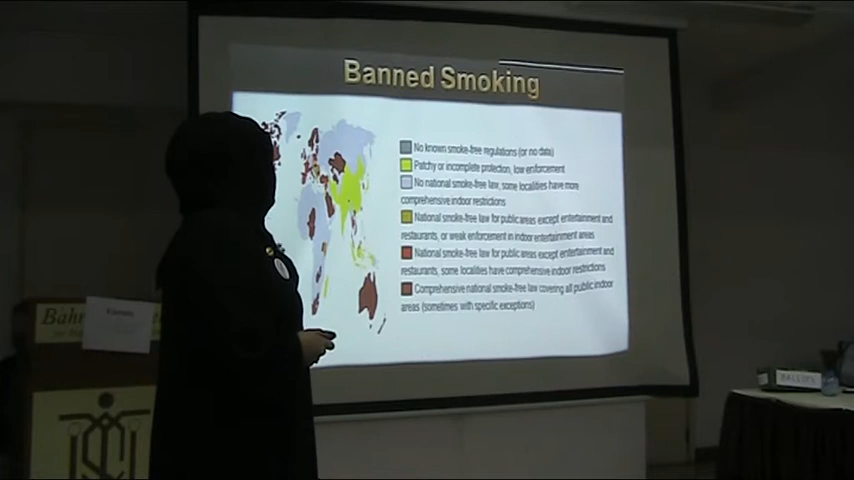 Banned Smoking
No known smoke-free regulations (or no data)
Patchy or incomplete protection, low enforcement
No national smoke-free law, some localities have more
comprehensive indoor restrictions
National smoke-free law for public areas except entertainment and
restaurants, or weak enforcement in indoor entertainment areas
National smoke-free law for public areas except entertainment and
restaurants, some localities have comprehensive indoor restrictions
Comprehensive national smoke-free law covering all public indoor
areas (sometimes with specific exceptions)